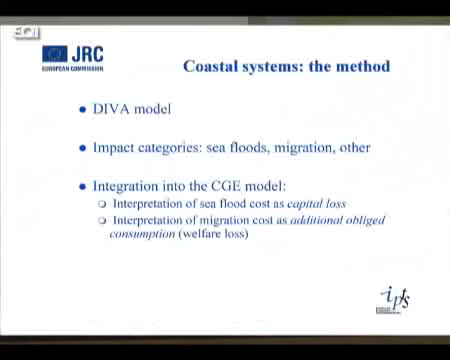 JRC
EUROPEAN COMMISSION
Coastal systems: the method
DIVA model
Impact categories: sea floods, migration, other
Integration into the CGE model:
Interpretation of sea flood cost as capital loss
Interpretation of migration cost as additional obliged
consumption (welfare loss)
ipts